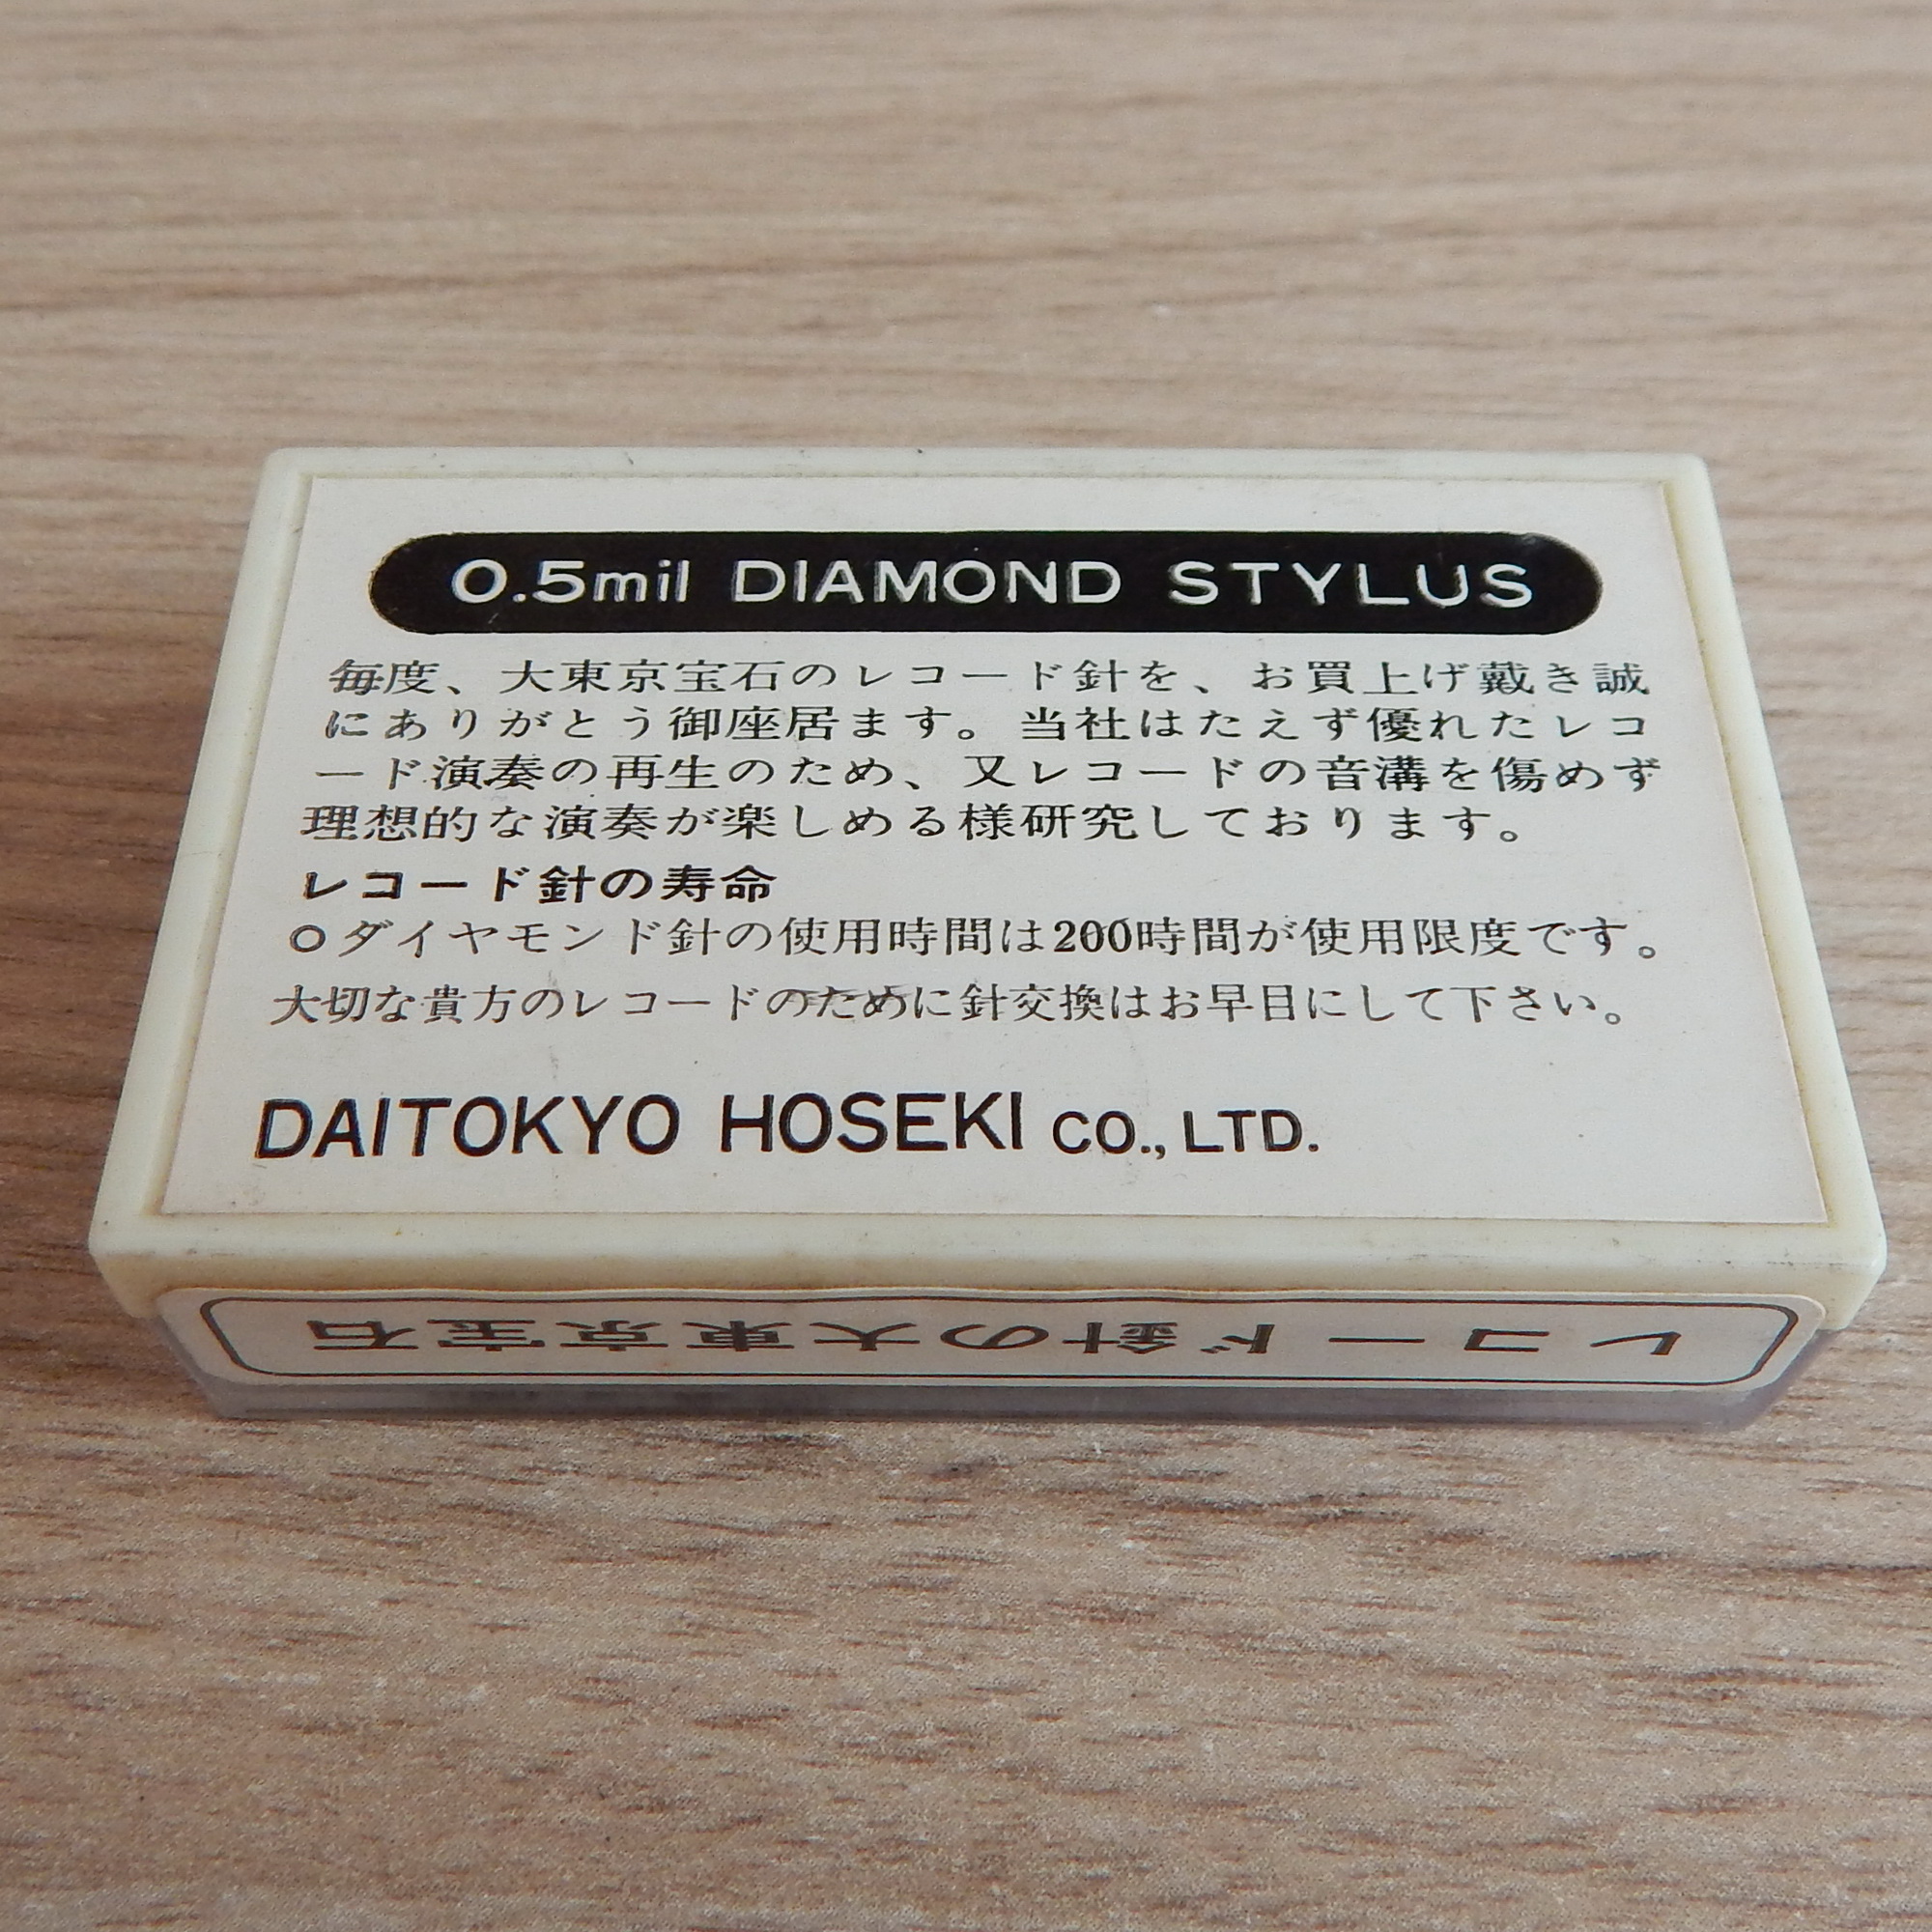 0.5mil DIAMOND STYLUS
毎度、大東京宝石のレコード針を、お買上げ戴き誠
にありがとう御座居ます。当社はたえず優れたレコ
ード演奏の再生のため、又レコードの音溝を傷めず
理想的な演奏が楽しめる様研究しております。
レコード針の寿命
○ダイヤモンド針の使用時間は200時間が使用限度です。
大切な貴方のレコードのために針交換はお早目にして下さい。
DAITOKYO HOSEKI CO., LTD.
レコード針の大東京宝石